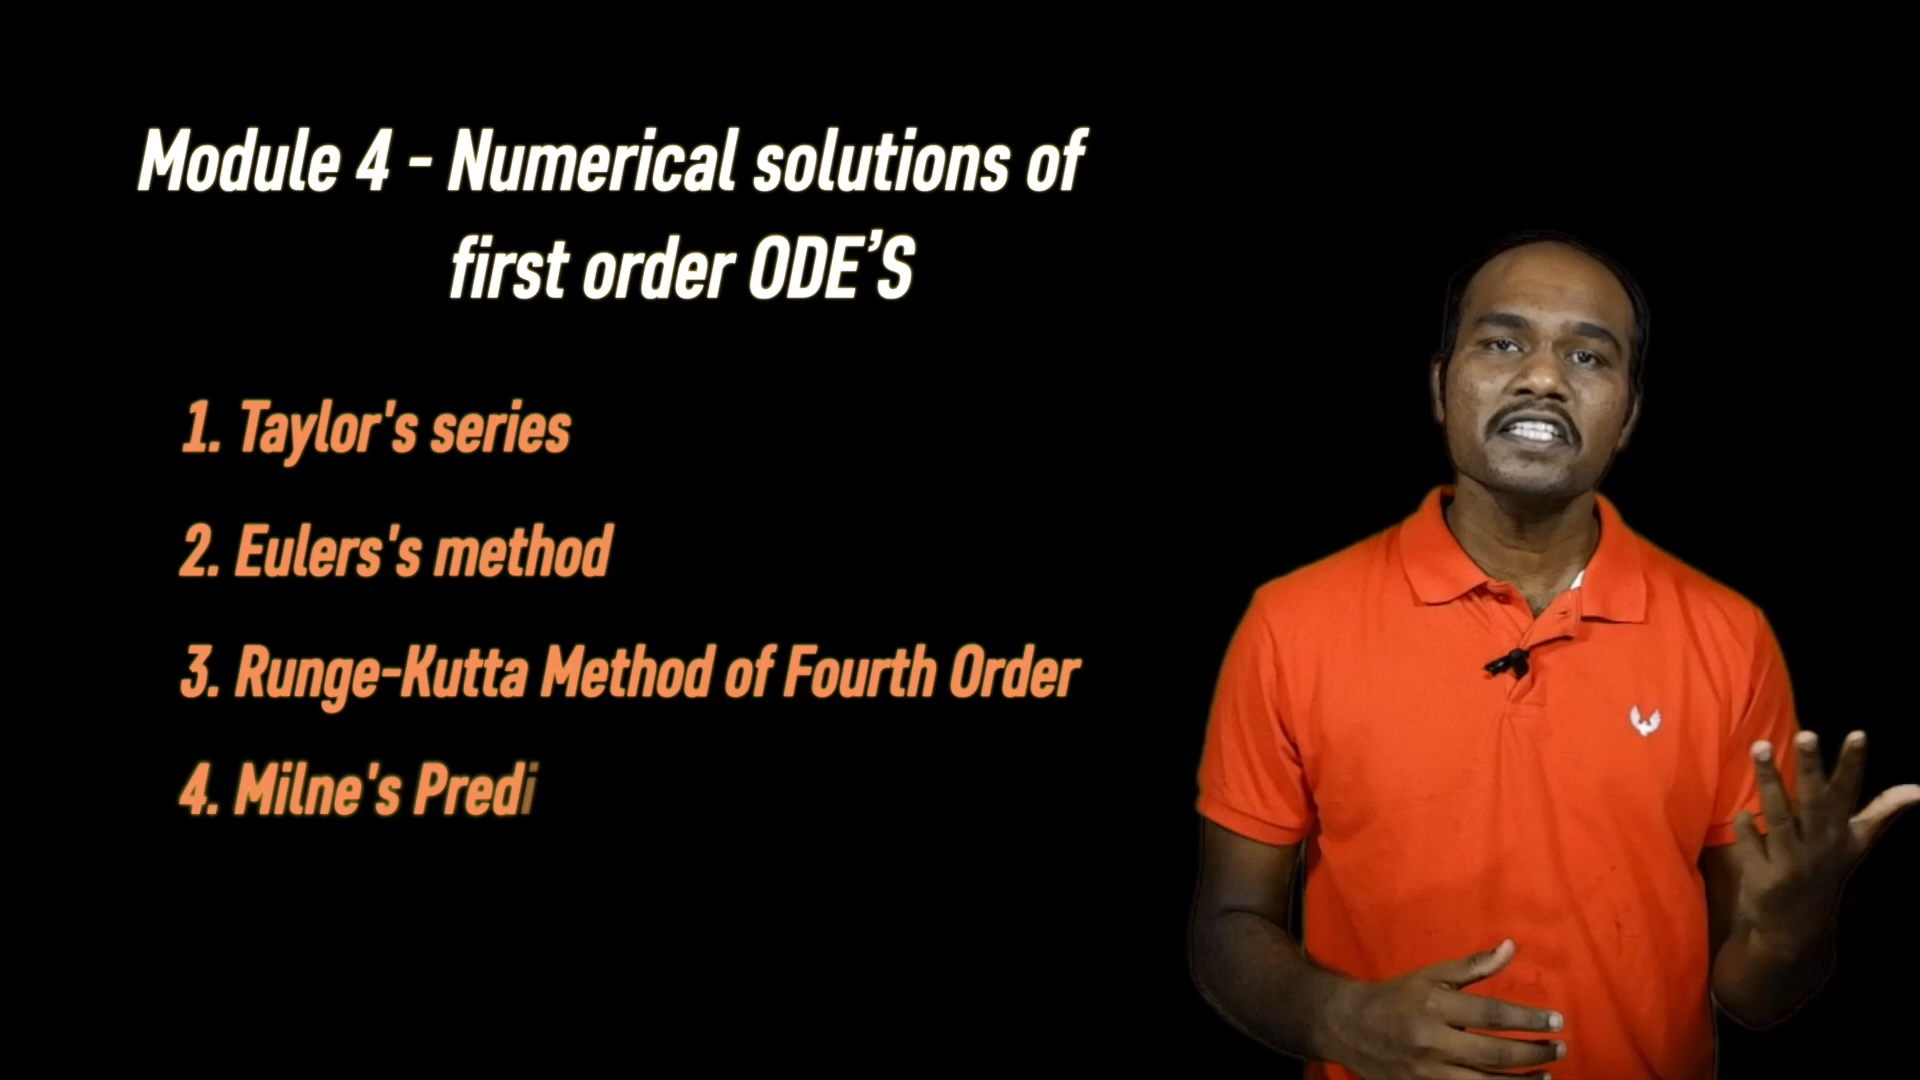 Module 4 - Numerical solutions of
first order ODE’S
1. Taylor's series
2. Eulers's method
3. Runge-Kutta Method of Fourth Order
4. Milne's Predi